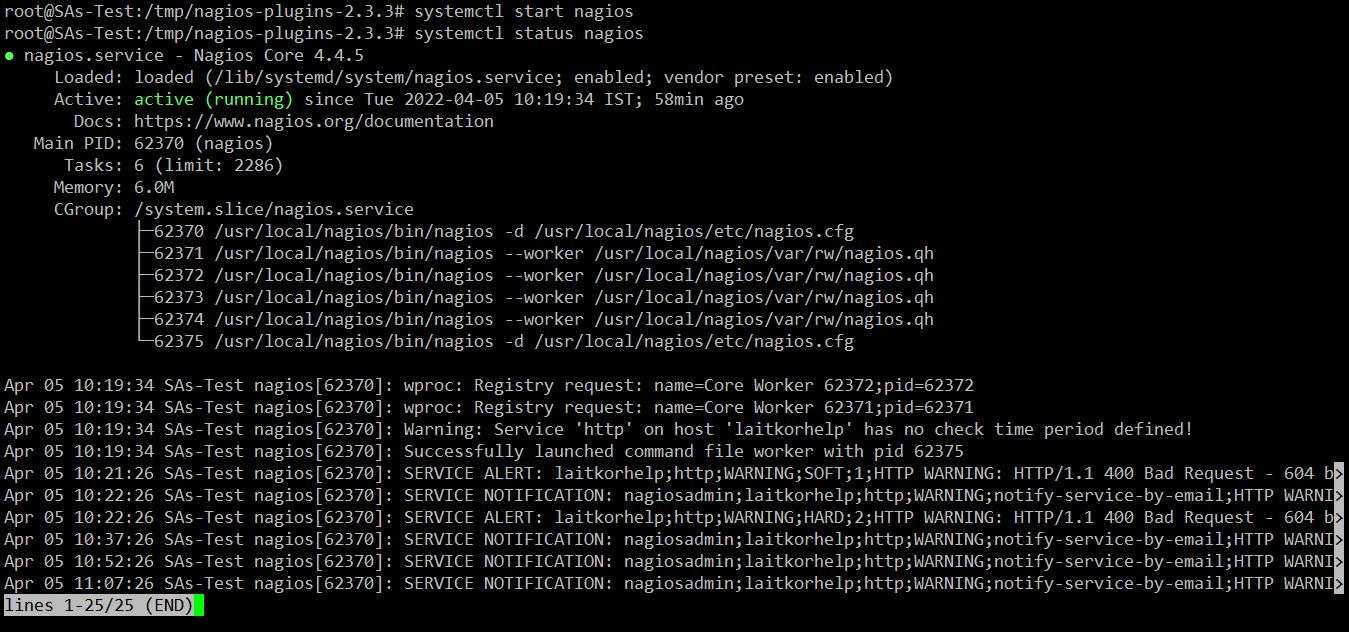 root@SAs-Test:/tmp/nagios-plugins-2.3.3# systemctl start nagios
root@SAs-Test:/tmp/nagios-plugins-2.3.3# systemctl status nagios
● nagios.service - Nagios Core 4.4.5
Loaded: loaded (/lib/systemd/system/nagios.service; enabled; vendor preset: enabled)
Active: active (running) since Tue 2022-04-05 10:19:34 IST; 58min ago
Docs: https://www.nagios.org/documentation
Main PID: 62370 (nagios)
Tasks: 6 (limit: 2286)
Memory: 6.0M
CGroup: /system.slice/nagios.service
├─62370 /usr/local/nagios/bin/nagios -d /usr/local/nagios/etc/nagios.cfg
├─62371 /usr/local/nagios/bin/nagios --worker /usr/local/nagios/var/rw/nagios.qh
├─62372 /usr/local/nagios/bin/nagios --worker /usr/local/nagios/var/rw/nagios.qh
├─62373 /usr/local/nagios/bin/nagios --worker /usr/local/nagios/var/rw/nagios.qh
├─62374 /usr/local/nagios/bin/nagios --worker /usr/local/nagios/var/rw/nagios.qh
└─62375 /usr/local/nagios/bin/nagios -d /usr/local/nagios/etc/nagios.cfg
Apr 05 10:19:34 SAs-Test nagios[62370]: wproc: Registry request: name=Core Worker 62372;pid=62372
Apr 05 10:19:34 SAs-Test nagios[62370]: wproc: Registry request: name=Core Worker 62371;pid=62371
Apr 05 10:19:34 SAs-Test nagios[62370]: Warning: Service 'http' on host 'laitkorhelp' has no check time period defined!
Apr 05 10:19:34 SAs-Test nagios[62370]: Successfully launched command file worker with pid 62375
Apr 05 10:21:26 SAs-Test nagios[62370]: SERVICE ALERT: laitkorhelp;http;WARNING;SOFT;1;HTTP WARNING: HTTP/1.1 400 Bad Request - 604 b>
Apr 05 10:22:26 SAs-Test nagios[62370]: SERVICE NOTIFICATION: nagiosadmin;laitkorhelp;http;WARNING;notify-service-by-email;HTTP WARNI>
Apr 05 10:22:26 SAs-Test nagios[62370]: SERVICE ALERT: laitkorhelp;http;WARNING;HARD;2;HTTP WARNING: HTTP/1.1 400 Bad Request - 604 b>
Apr 05 10:37:26 SAs-Test nagios[62370]: SERVICE NOTIFICATION: nagiosadmin;laitkorhelp;http;WARNING;notify-service-by-email;HTTP WARNI>
Apr 05 10:52:26 SAs-Test nagios[62370]: SERVICE NOTIFICATION: nagiosadmin;laitkorhelp;http;WARNING;notify-service-by-email;HTTP WARNI>
Apr 05 11:07:26 SAs-Test nagios[62370]: SERVICE NOTIFICATION: nagiosadmin;laitkorhelp;http;WARNING;notify-service-by-email;HTTP WARNI>
lines 1-25/25 (END)